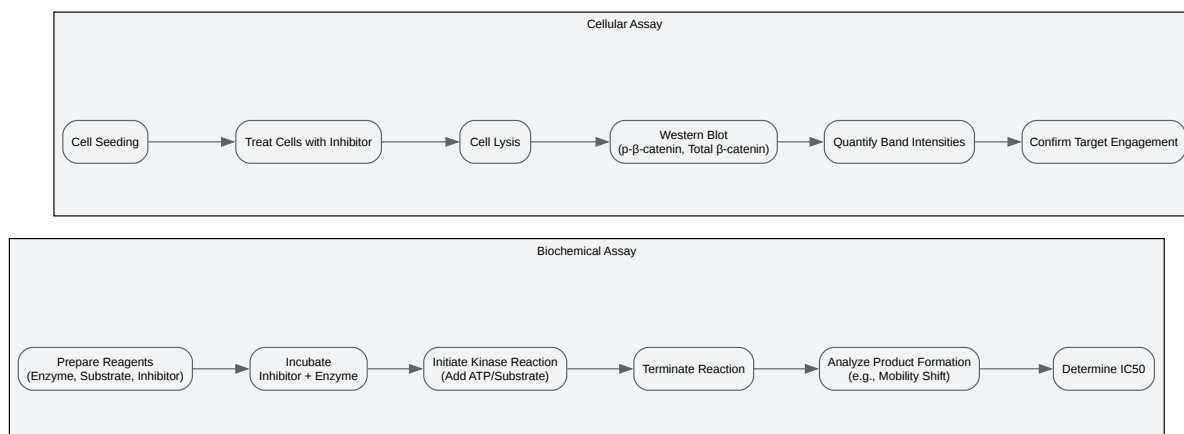 Cellular Assay
Cell Seeding
Treat Cells with Inhibitor
Cell Lysis
Western Blot
(p-β-catenin, Total β-catenin)
Quantify Band Intensities
Confirm Target Engagement
Biochemical Assay
Prepare Reagents
(Enzyme, Substrate, Inhibitor)
Incubate
Inhibitor + Enzyme
Initiate Kinase Reaction
(Add ATP/Substrate)
Terminate Reaction
Analyze Product Formation
(e.g., Mobility Shift)
Determine IC50